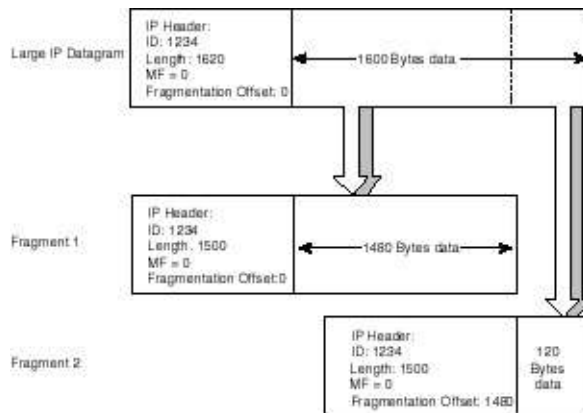 IP Header:
ID: 1234
Large IP Datagram
Length: 1620
1600 Bytes data
MF = 0
Fragmentation Offset: 0
IP Header:
ID: 1234
Fragment 1
Length: 1500
1480 Bytes data
MF = 0
Fragmentation Offset:0
IP Header:
ID: 1234
Fragment 2
Length: 1500
MF = 0
Fragmentation Offset: 1480
120
Bytes
data